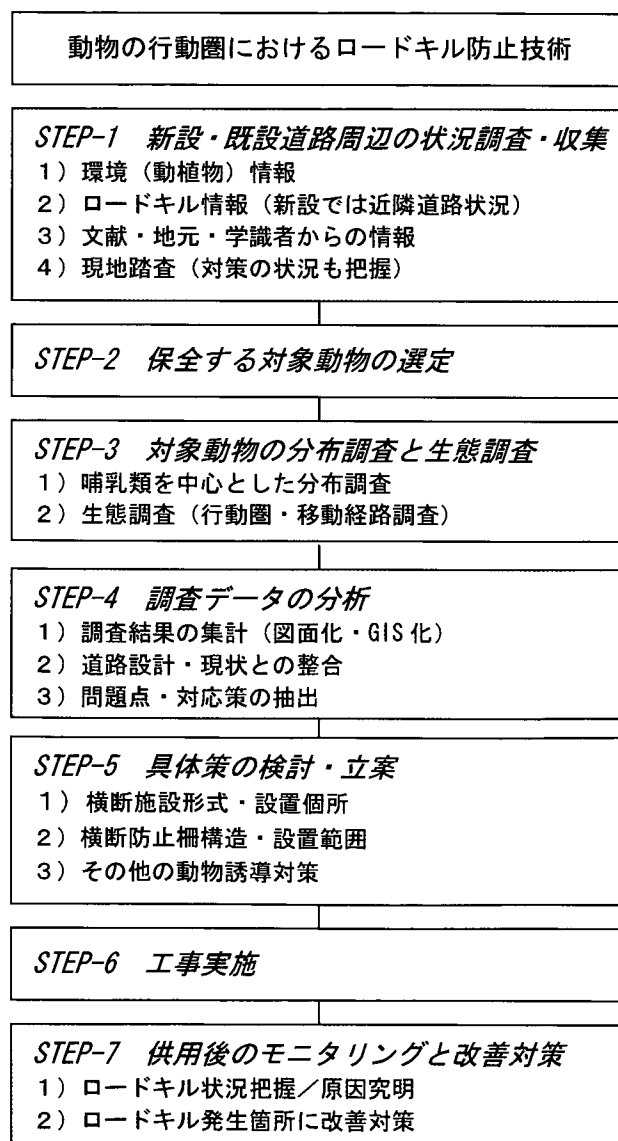 動物の行動圏におけるロードキル防止技術
STEP-1 新設・既設道路周辺の状況調査・収集
1）環境（動植物）情報
2）ロードキル情報（新設では近隣道路状況）
3）文献・地元・学識者からの情報
4）現地踏査（対策の状況も把握）
STEP-2 保全する対象動物の選定
STEP-3 対象動物の分布調査と生態調査
1）哺乳類を中心とした分布調査
2）生態調査（行動圏・移動経路調査）
STEP-4 調査データの分析
1）調査結果の集計（図面化・GIS化）
2）道路設計・現状との整合
3）問題点・対応策の抽出
STEP-5 具体策の検討・立案
1）横断施設形式・設置個所
2）横断防止柵構造・設置範囲
3）その他の動物誘導対策
STEP-6 工事実施
STEP-7 供用後のモニタリングと改善対策
1）ロードキル状況把握／原因究明
2）ロードキル発生箇所に改善対策